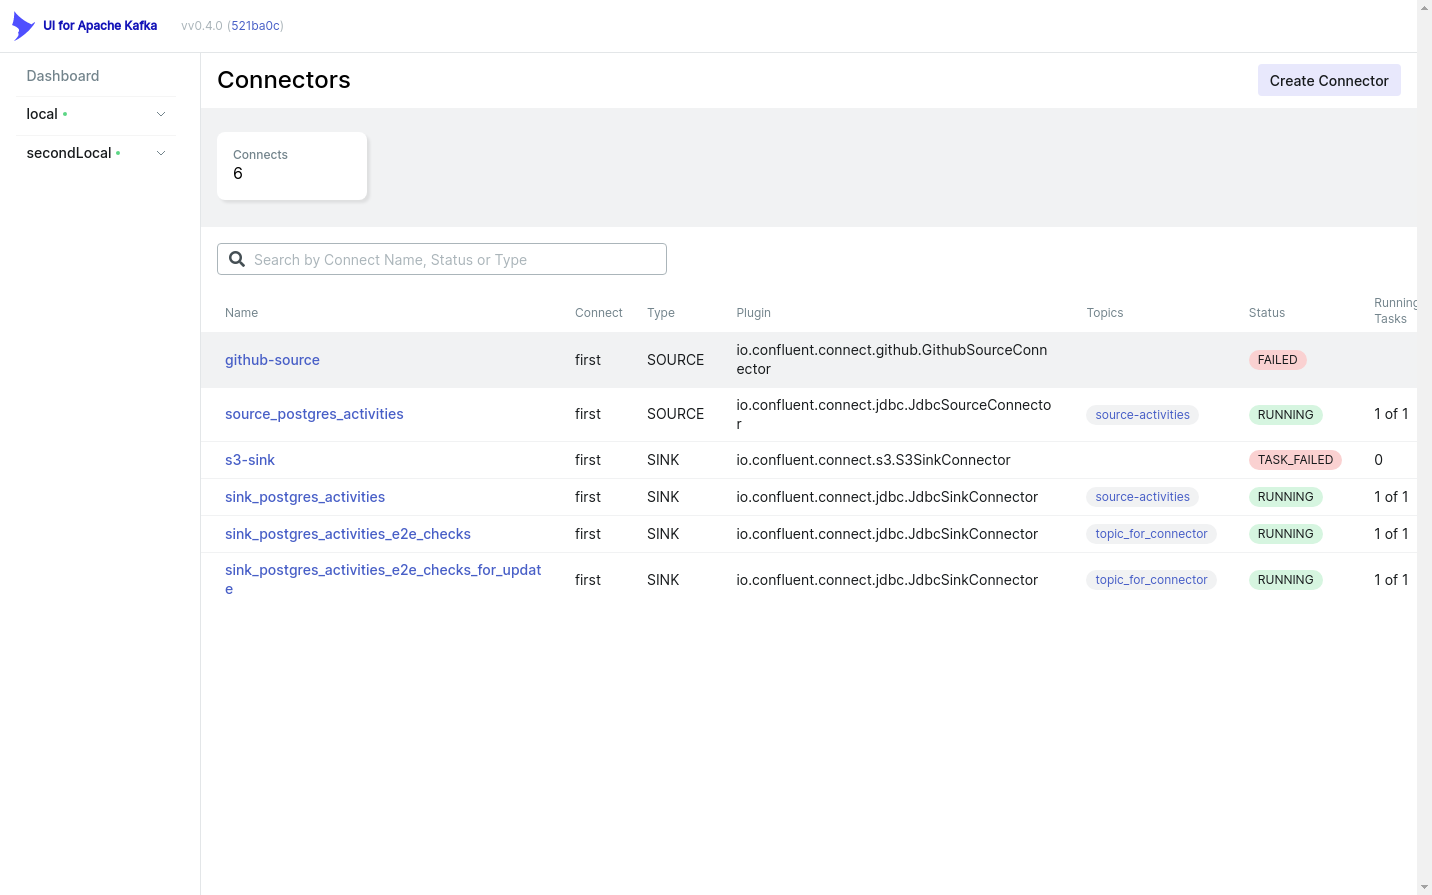 UI for Apache Kafka
vv0.4.0 (521ba0c)
Dashboard
local
secondLocal
Connectors
Create Connector
Connects
6
Search by Connect Name, Status or Type
Name Connect Type Plugin Topics Status Running
Tasks
github-source first SOURCE io.confluent.connect.github.GithubSourceConn
ector FAILED
source_postgres_activities first SOURCE io.confluent.connect.jdbc.JdbcSourceConnecto
r source-activities RUNNING 1 of 1
s3-sink first SINK io.confluent.connect.s3.S3SinkConnector TASK_FAILED 0
sink_postgres_activities first SINK io.confluent.connect.jdbc.JdbcSinkConnector source-activities RUNNING 1 of 1
sink_postgres_activities_e2e_checks first SINK io.confluent.connect.jdbc.JdbcSinkConnector topic_for_connector RUNNING 1 of 1
sink_postgres_activities_e2e_checks_for_updat
e first SINK io.confluent.connect.jdbc.JdbcSinkConnector topic_for_connector RUNNING 1 of 1